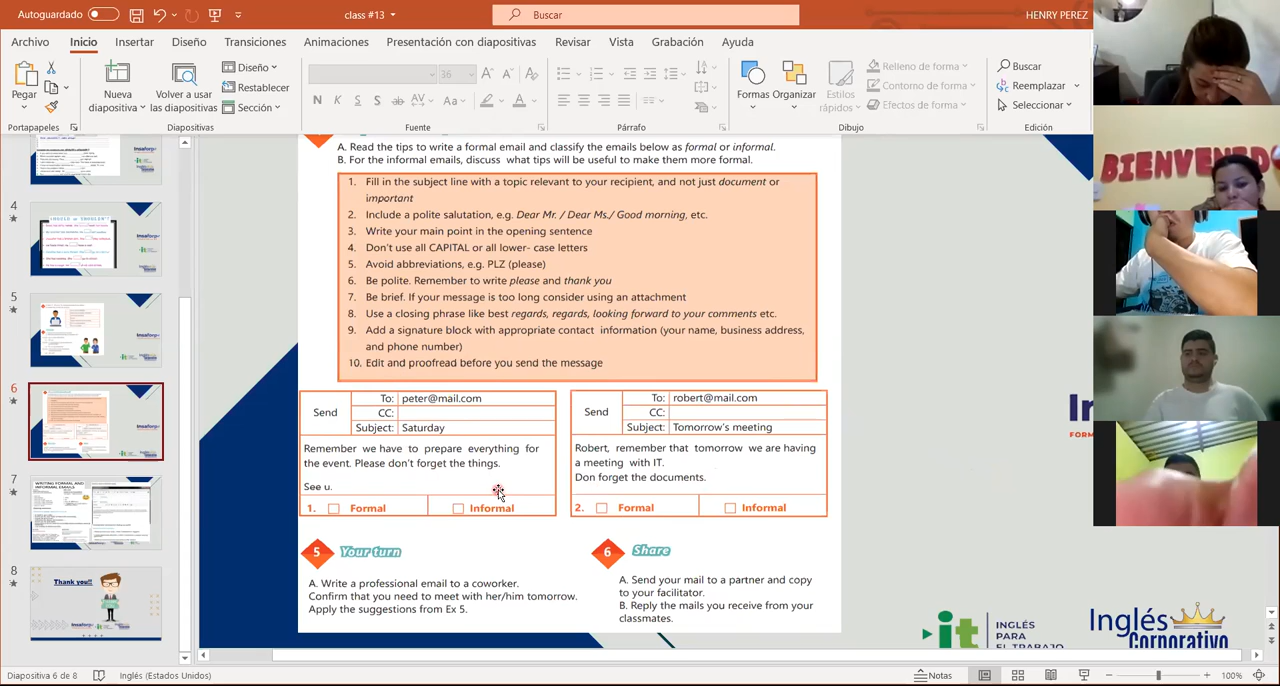 Autoguardado
class #13
Buscar
HENRY PEREZ
Archivo Inicio Insertar Diseño Transiciones Animaciones Presentación con diapositivas Revisar Vista Grabación Ayuda
Pegar
Nueva diapositiva
Volver a usar las diapositivas
Diseño
Restablecer
Sección
36
N K S S ab AV Aa A
Formas Organizar Estilos rápidos
Relleno de forma
Contorno de forma
Efectos de forma
Buscar
Reemplazar
Seleccionar
Portapapeles Diapositivas Fuente Párrafo Dibujo Edición
BIENVENIDO
4
5
6
7
8
Thank you!!
A. Read the tips to write a formal email and classify the emails below as formal or informal.
B. For the informal emails, discuss what tips will be useful to make them more formal.
1. Fill in the subject line with a topic relevant to your recipient, and not just document or
important
2. Include a polite salutation, e.g. Dear Mr. / Dear Ms./ Good morning, etc.
3. Write your main point in the opening sentence
4. Don't use all CAPITAL or all lower- case letters
5. Avoid abbreviations, e.g. PLZ (please)
6. Be polite. Remember to write please and thank you
7. Be brief. If your message is too long consider using an attachment
8. Use a closing phrase like best regards, regards, looking forward to your comments etc.
9. Add a signature block with appropriate contact information (your name, business address,
and phone number)
10. Edit and proofread before you send the message
Send
To: peter@mail.com
CC:
Subject: Saturday
Remember we have to prepare everything for
the event. Please don't forget the things.
See u.
1. Formal Informal
Send
To: robert@mail.com
CC:
Subject: Tomorrow's meeting
Robert, remember that tomorrow we are having
a meeting with IT.
Don forget the documents.
2. Formal Informal
5 Your turn
A. Write a professional email to a coworker.
Confirm that you need to meet with her/him tomorrow.
Apply the suggestions from Ex 5.
6 Share
A. Send your mail to a partner and copy
to your facilitator.
B. Reply the mails you receive from your
classmates.
it
INGLÉS
PARA
EL TRABAJO
Inglés
Corporativo
Diapositiva 6 de 8
Inglés (Estados Unidos)
Notas
100%